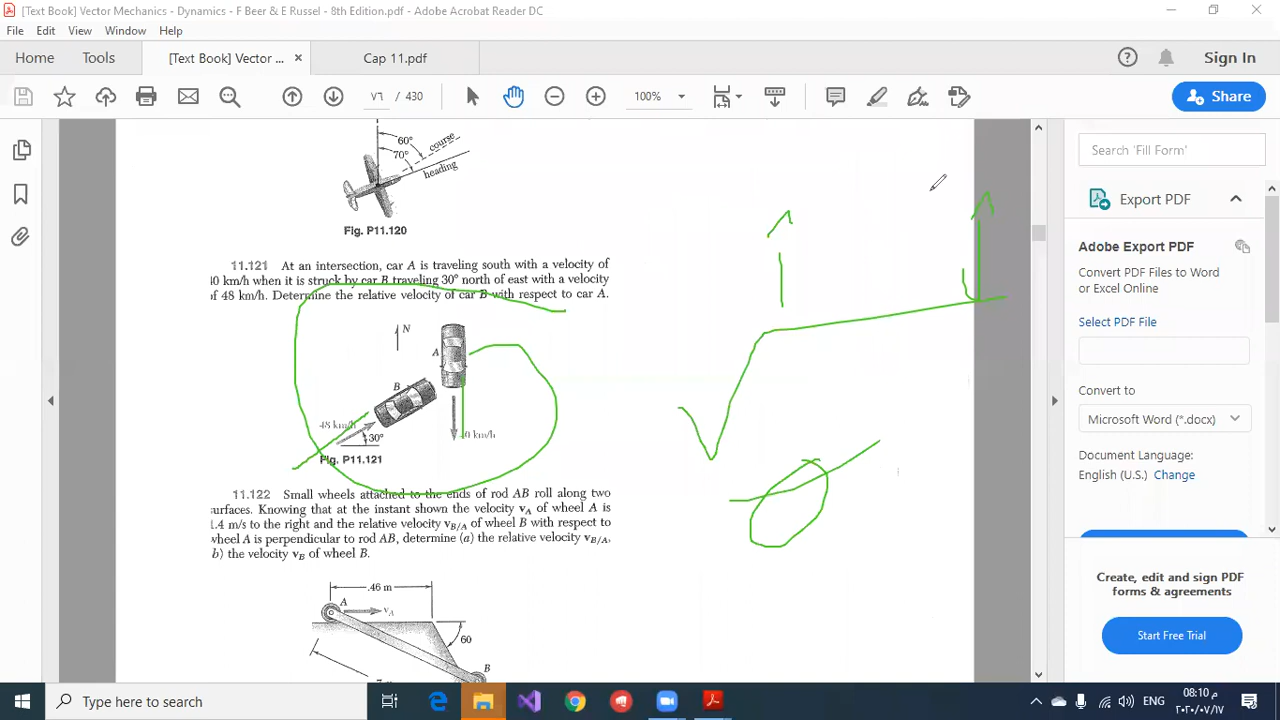 [Text Book] Vector Mechanics - Dynamics - F Beer & E Russel - 8th Edition.pdf - Adobe Acrobat Reader DC
File Edit View Window Help
Home Tools [Text Book] Vector ... × Cap 11.pdf Sign In
٧٦ / 430 100% Share
60°
70°
course
heading
Fig. P11.120
11.121 At an intersection, car A is traveling south with a velocity of
40 km/h when it is struck by car B traveling 30° north of east with a velocity
of 48 km/h. Determine the relative velocity of car B with respect to car A.
N
A
B
48 km/h
30°
40 km/h
Fig. P11.121
11.122 Small wheels attached to the ends of rod AB roll along two
surfaces. Knowing that at the instant shown the velocity vA of wheel A is
1.4 m/s to the right and the relative velocity vB/A of wheel B with respect to
wheel A is perpendicular to rod AB, determine (a) the relative velocity vB/A,
b) the velocity vB of wheel B.
.46 m
A
vA
60
B
Search 'Fill Form'
Export PDF
Adobe Export PDF
Convert PDF Files to Word
or Excel Online
Select PDF File
Convert to
Microsoft Word (*.docx)
Document Language:
English (U.S.) Change
Create, edit and sign PDF
forms & agreements
Start Free Trial
Type here to search
ENG
08:10 م
٢٠٢٠/٠٧/١٧